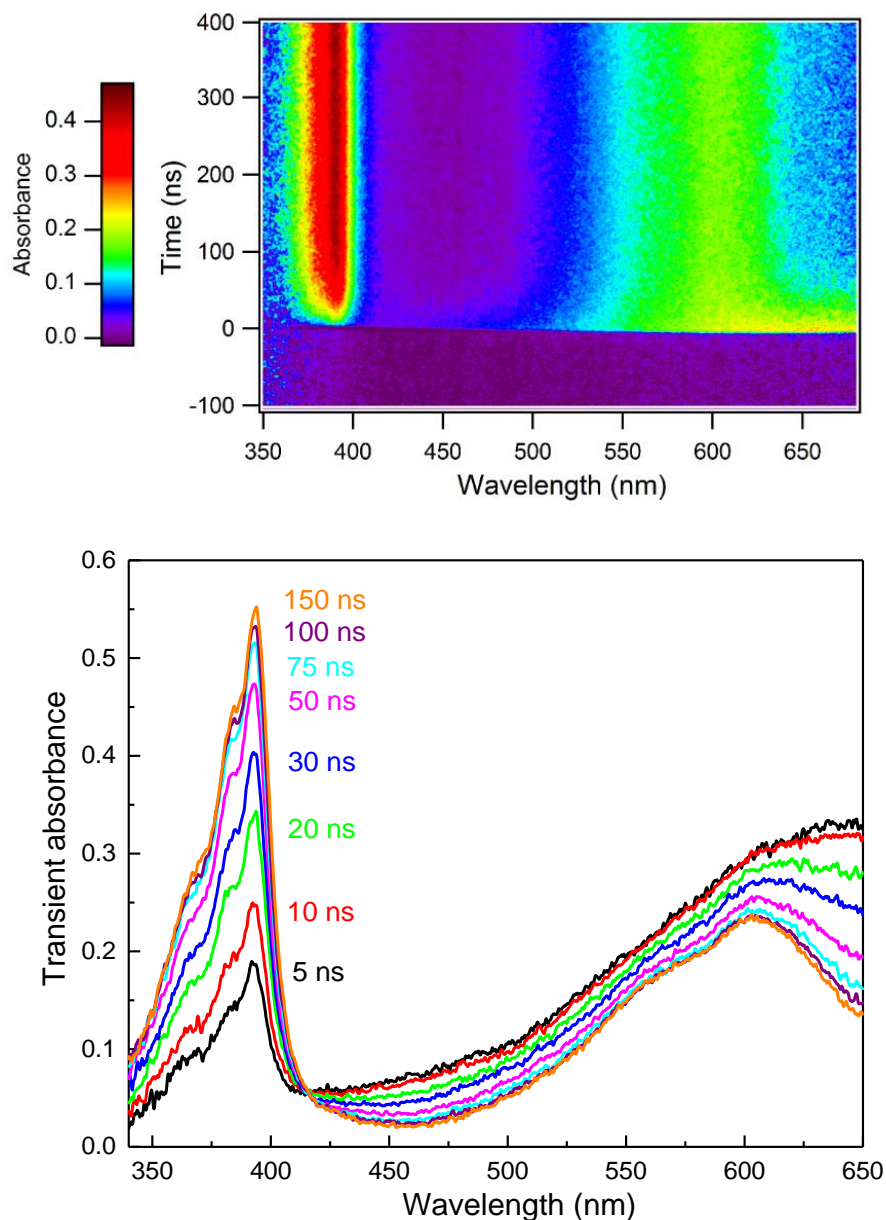 Absorbance
0.4
0.3
0.2
0.1
0.0
Time (ns)
400
300
200
100
0
-100
350 400 450 500 550 600 650
Wavelength (nm)
Transient absorbance
0.6
0.5
0.4
0.3
0.2
0.1
0.0
150 ns
100 ns
75 ns
50 ns
30 ns
20 ns
10 ns
5 ns
350 400 450 500 550 600 650
Wavelength (nm)